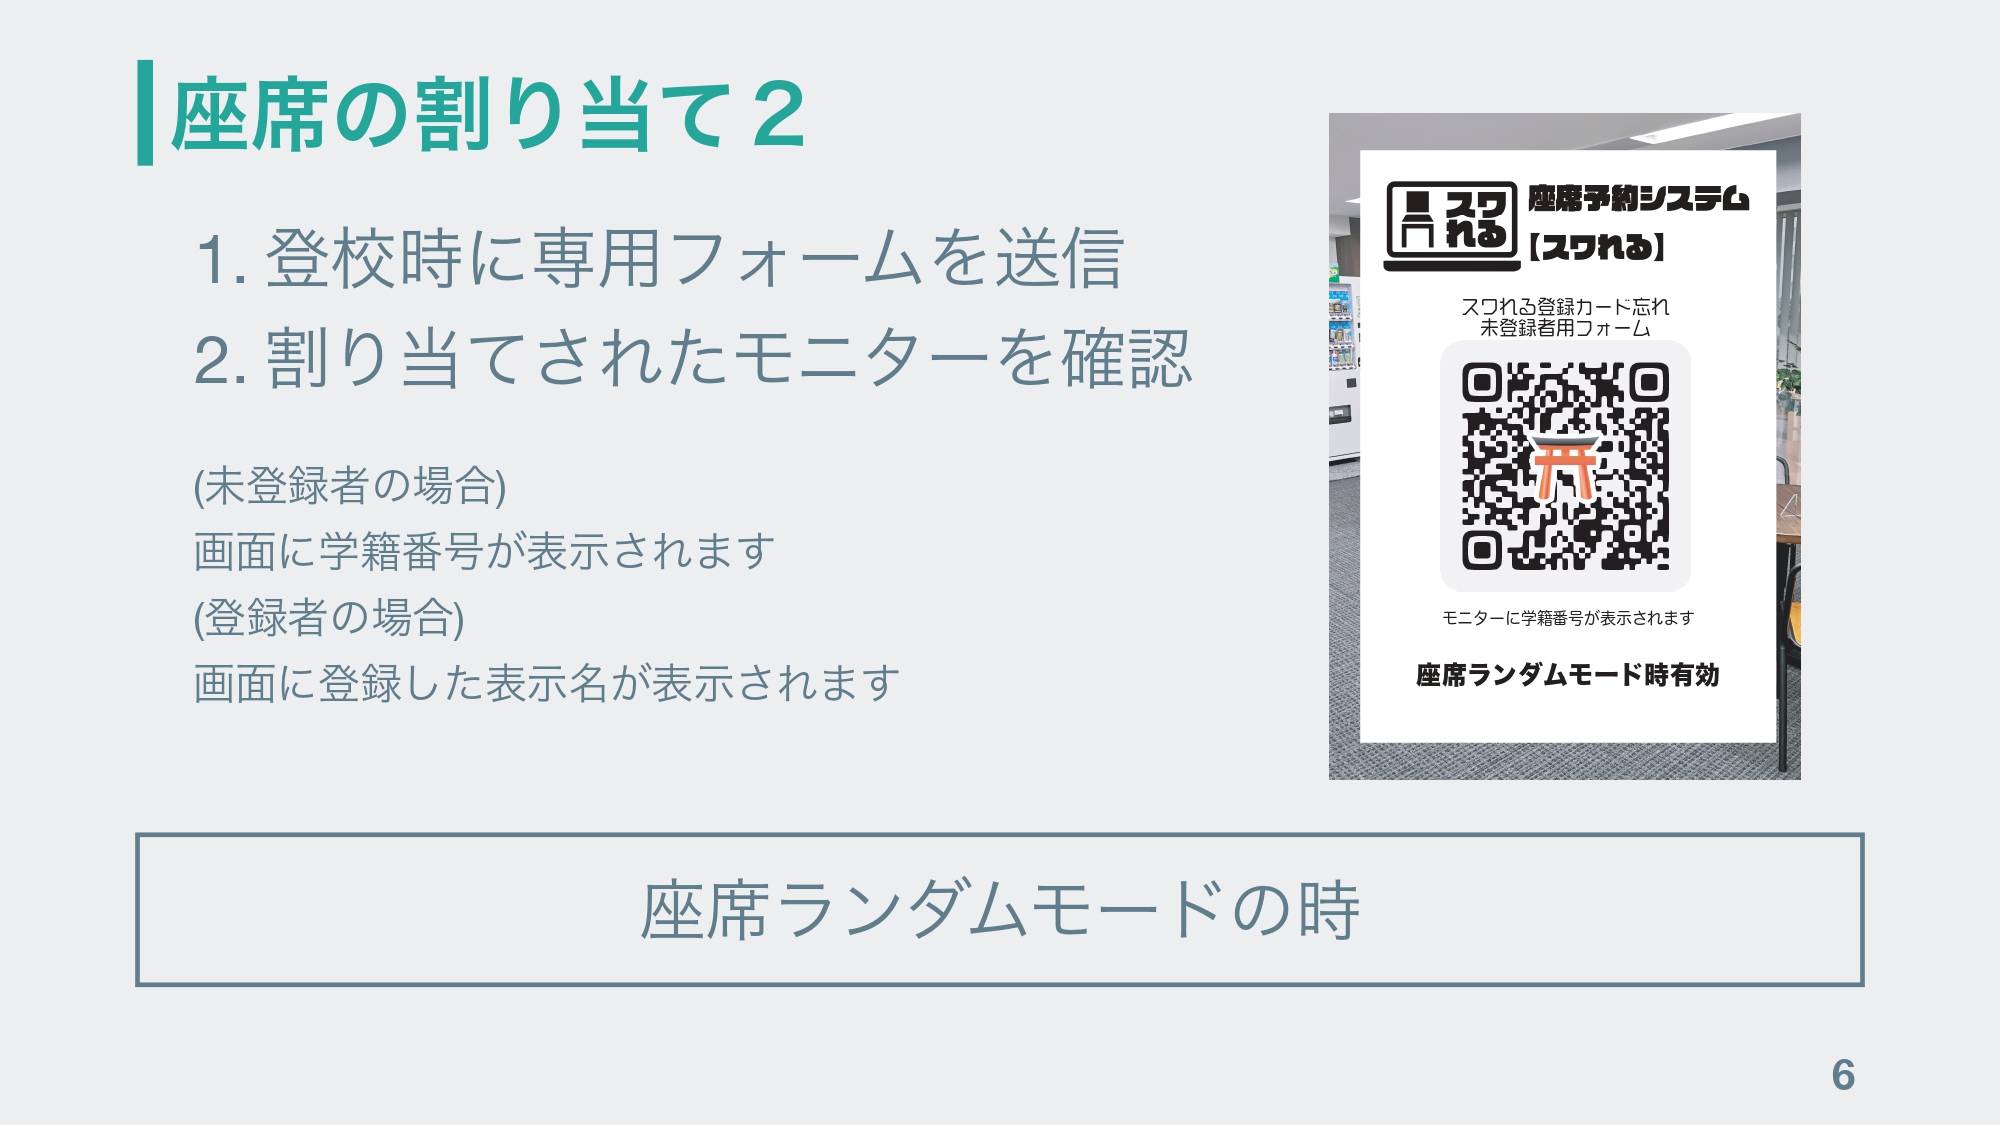 座席の割り当て２
1. 登校時に専用フォームを送信
2. 割り当てされたモニターを確認
(未登録者の場合)
画面に学籍番号が表示されます
(登録者の場合)
画面に登録した表示名が表示されます
スワ
れる
座席予約システム
【スワれる】
スワれる登録カード忘れ
未登録者用フォーム
モニターに学籍番号が表示されます
座席ランダムモード時有効
座席ランダムモードの時
6